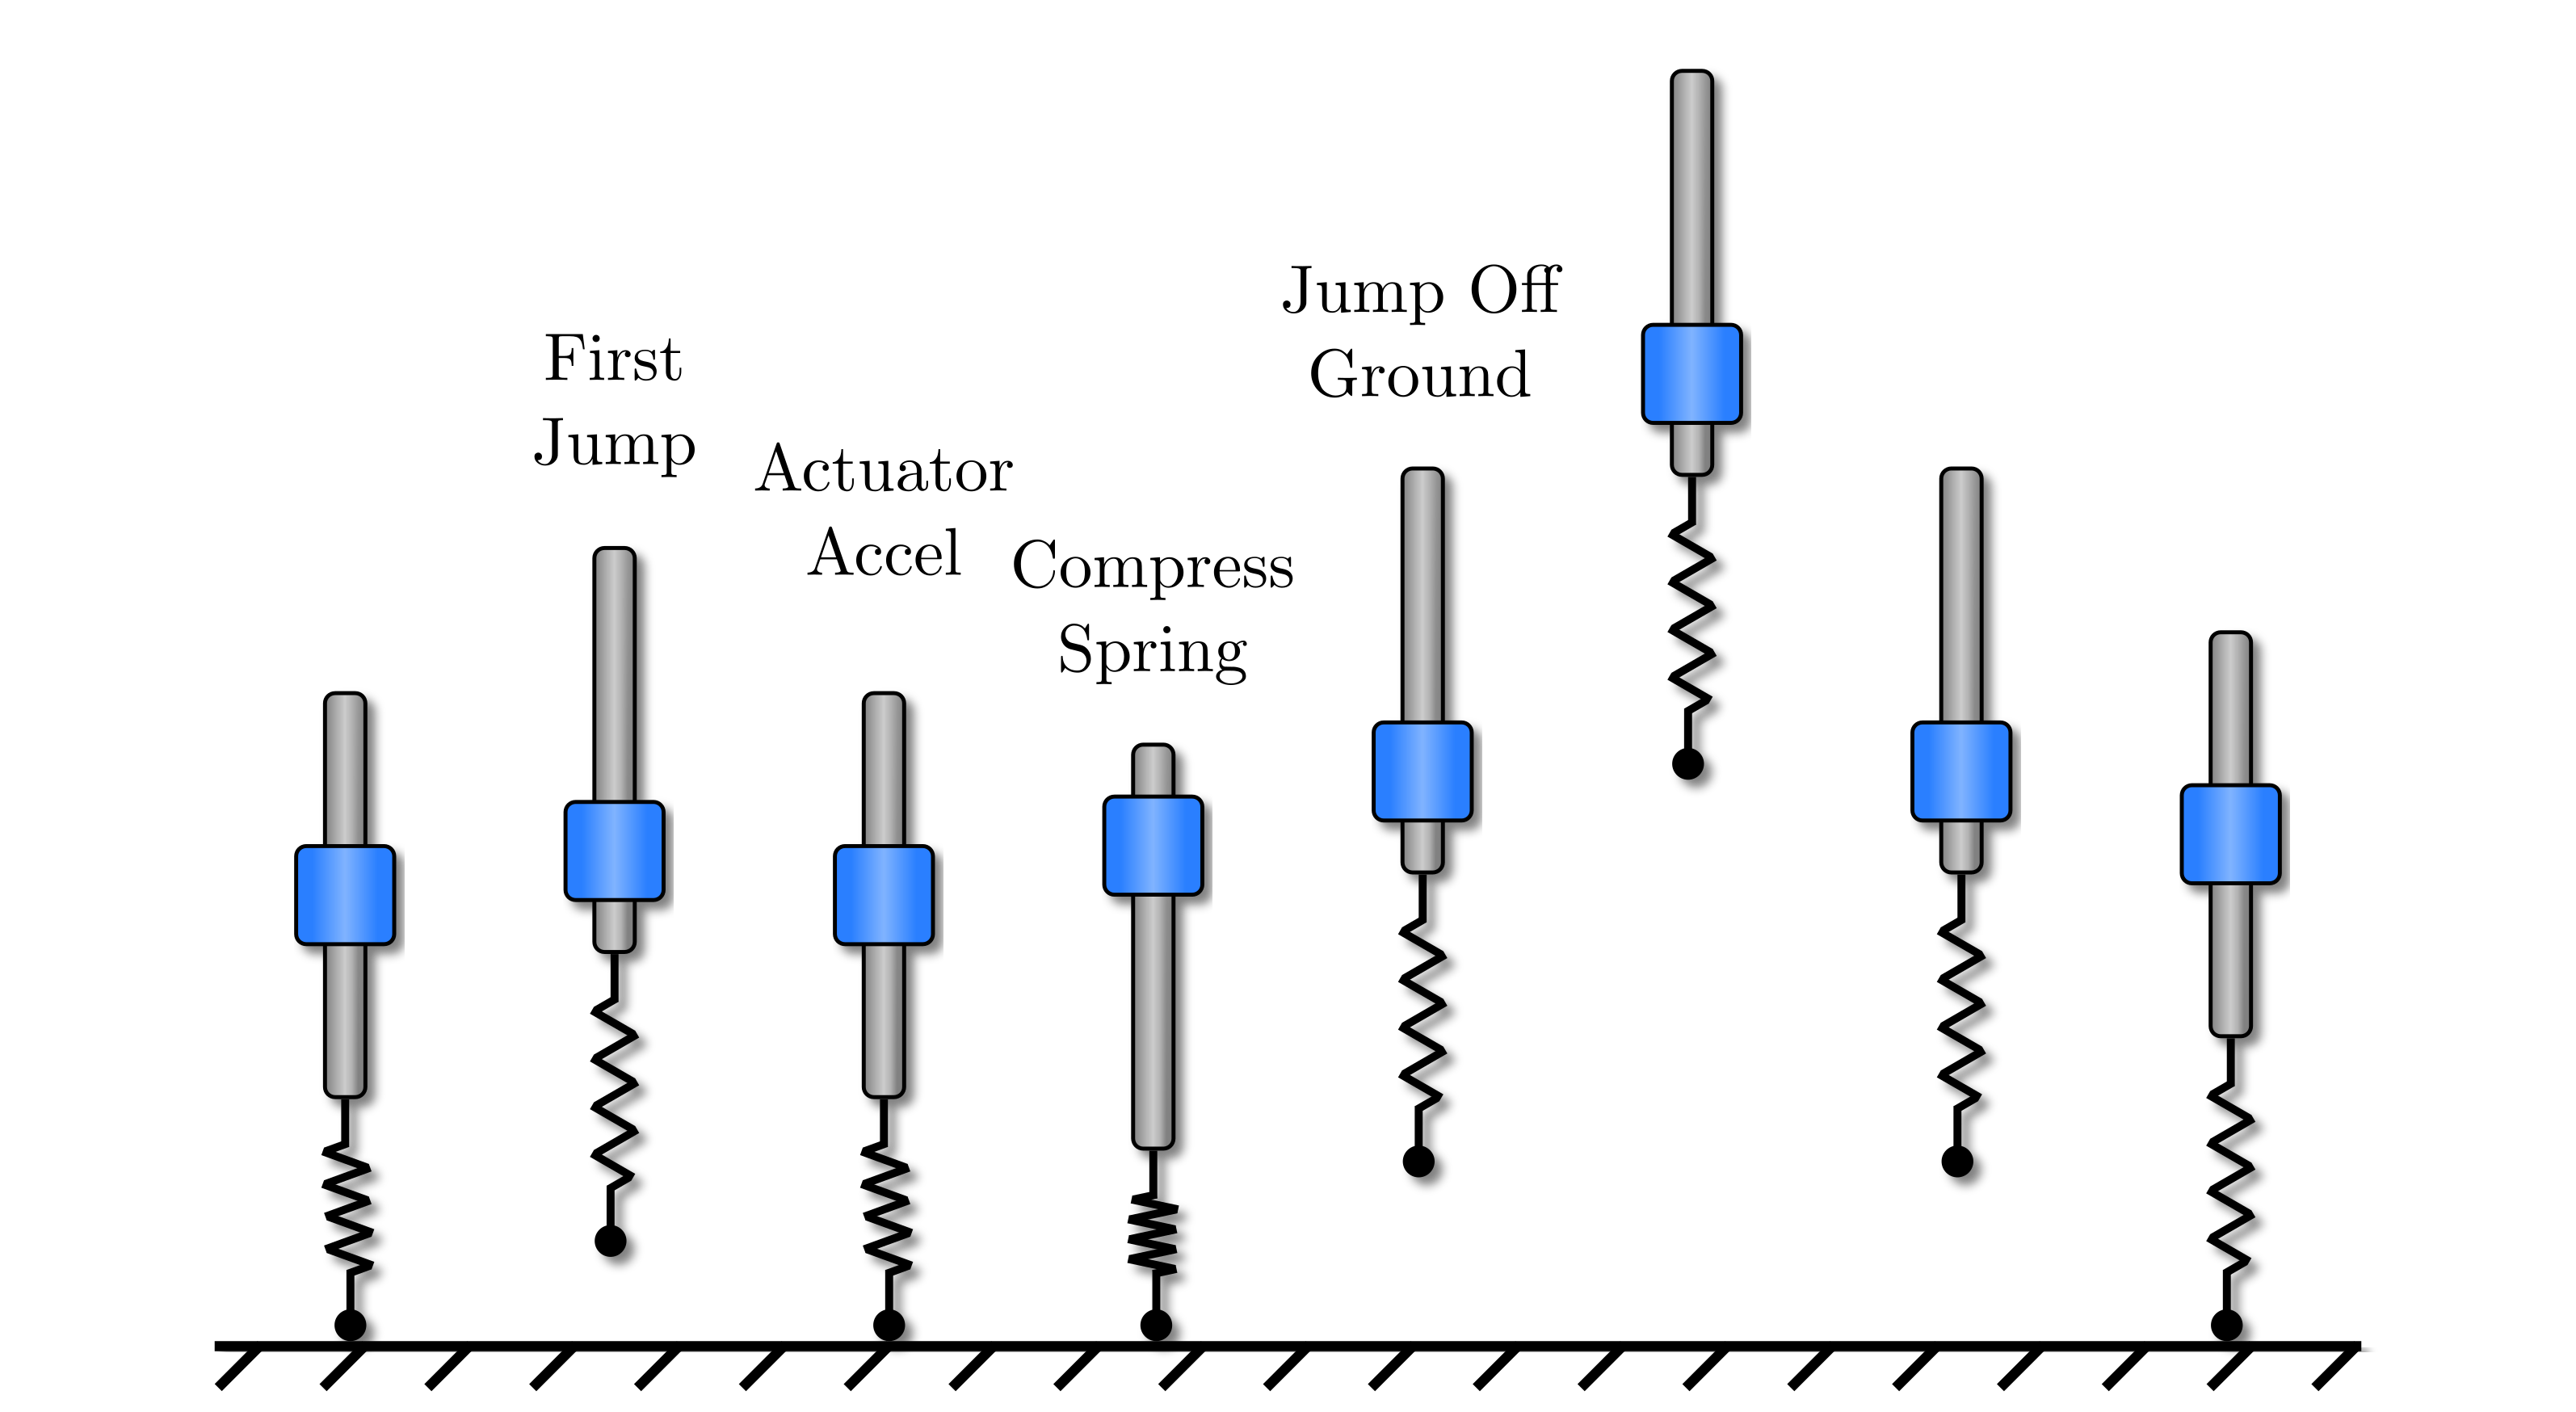 First
Jump
Actuator
Accel
Compress
Spring
Jump Off
Ground